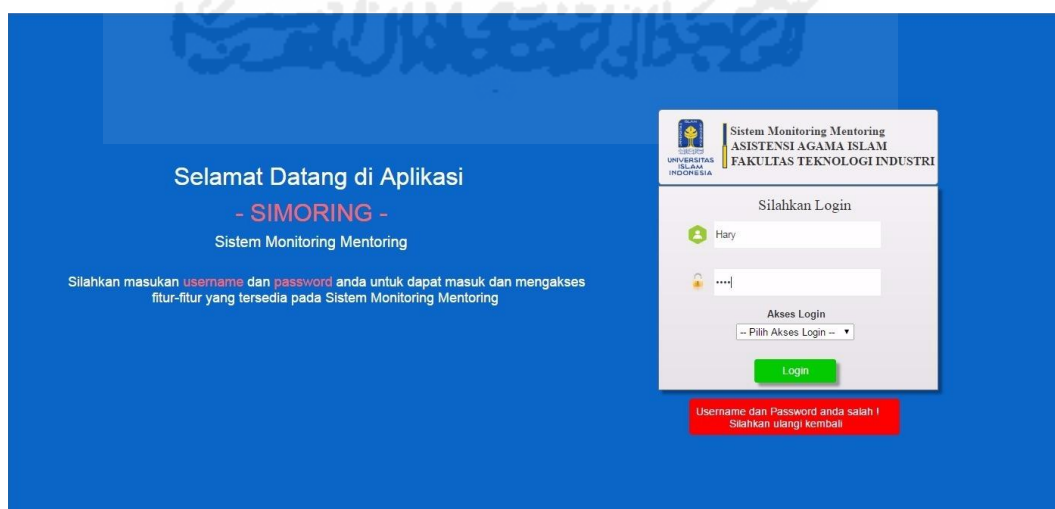 Selamat Datang di Aplikasi
- SIMORING -
Sistem Monitoring Mentoring
Silahkan masukan username dan password anda untuk dapat masuk dan mengakses
fitur-fitur yang tersedia pada Sistem Monitoring Mentoring
UNIVERSITAS
ISLAM
INDONESIA
Sistem Monitoring Mentoring
ASISTENSI AGAMA ISLAM
FAKULTAS TEKNOLOGI INDUSTRI
Silahkan Login
Hary
••••
Akses Login
-- Pilih Akses Login --
Login
Username dan Password anda salah !
Silahkan ulangi kembali